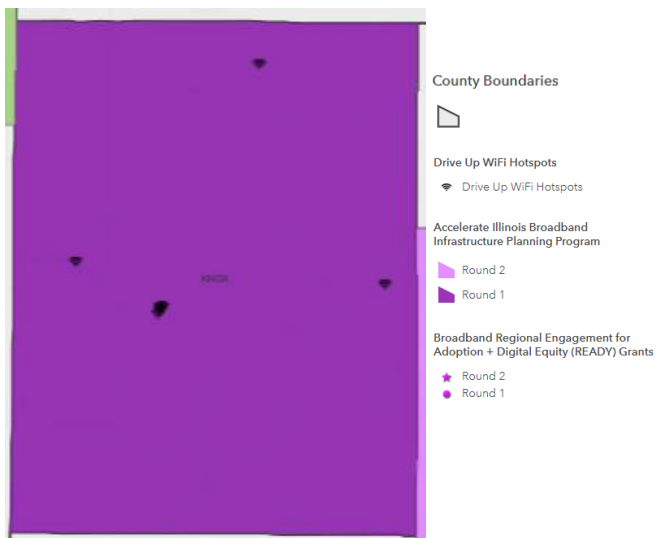 KNOX
County Boundaries
Drive Up WiFi Hotspots
Drive Up WiFi Hotspots
Accelerate Illinois Broadband
Infrastructure Planning Program
Round 2
Round 1
Broadband Regional Engagement for
Adoption + Digital Equity (READY) Grants
Round 2
Round 1